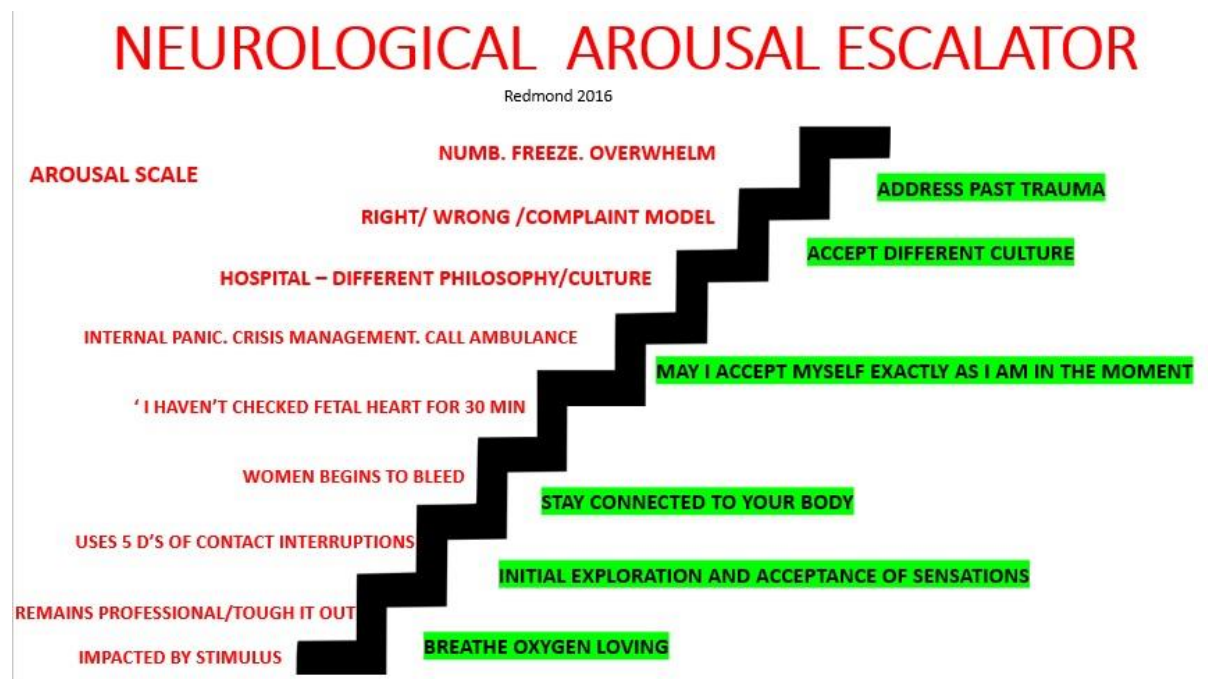 NEUROLOGICAL AROUSAL ESCALATOR
Redmond 2016
NUMB. FREEZE. OVERWHELM
AROUSAL SCALE
ADDRESS PAST TRAUMA
RIGHT/ WRONG /COMPLAINT MODEL
ACCEPT DIFFERENT CULTURE
HOSPITAL – DIFFERENT PHILOSOPHY/CULTURE
INTERNAL PANIC. CRISIS MANAGEMENT. CALL AMBULANCE
MAY I ACCEPT MYSELF EXACTLY AS I AM IN THE MOMENT
‘ I HAVEN’T CHECKED FETAL HEART FOR 30 MIN
WOMEN BEGINS TO BLEED
STAY CONNECTED TO YOUR BODY
USES 5 D’S OF CONTACT INTERRUPTIONS
INITIAL EXPLORATION AND ACCEPTANCE OF SENSATIONS
REMAINS PROFESSIONAL/TOUGH IT OUT
BREATHE OXYGEN LOVING
IMPACTED BY STIMULUS